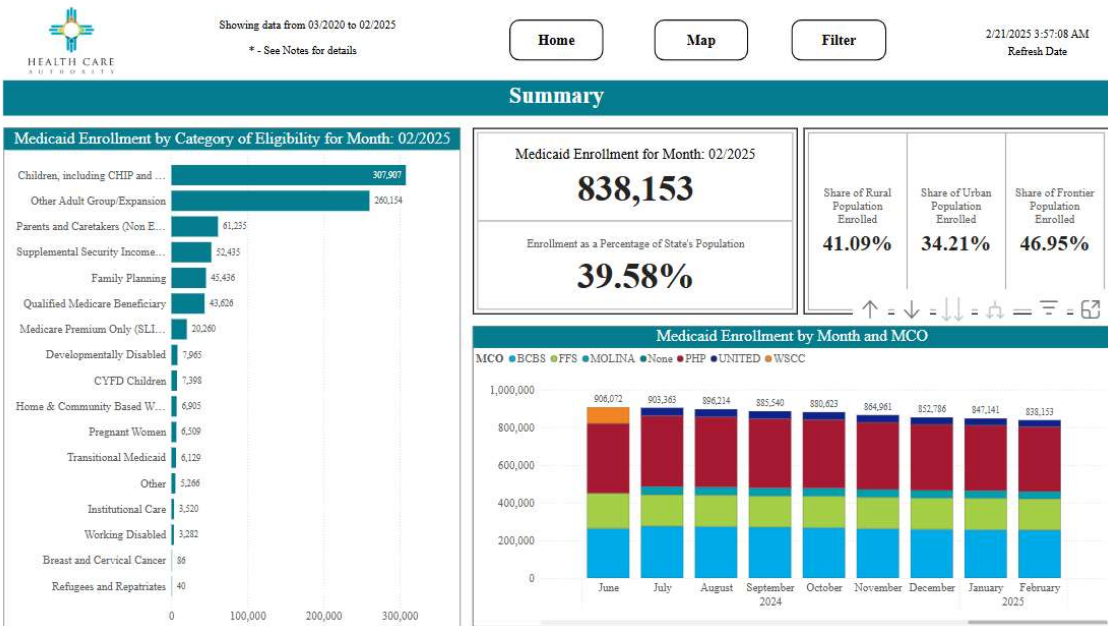 HEALTH CARE
AUTHORITY
Showing data from 03/2020 to 02/2025
* - See Notes for details
Home
Map
Filter
2/21/2025 3:57:08 AM
Refresh Date
Summary
Medicaid Enrollment by Category of Eligibility for Month: 02/2025
Children, including CHIP and ... 307,907
Other Adult Group/Expansion 260,154
Parents and Caretakers (Non E... 61,235
Supplemental Security Income... 52,435
Family Planning 45,436
Qualified Medicare Beneficiary 43,626
Medicare Premium Only (SLI... 20,260
Developmentally Disabled 7,965
CYFD Children 7,398
Home & Community Based W... 6,905
Pregnant Women 6,509
Transitional Medicaid 6,129
Other 5,266
Institutional Care 3,520
Working Disabled 3,282
Breast and Cervical Cancer 86
Refugees and Repatriates 40
0 100,000 200,000 300,000
Medicaid Enrollment for Month: 02/2025
838,153
Enrollment as a Percentage of State's Population
39.58%
Share of Rural
Population
Enrolled
41.09%
Share of Urban
Population
Enrolled
34.21%
Share of Frontier
Population
Enrolled
46.95%
Medicaid Enrollment by Month and MCO
MCO BCBS FFS MOLINA None PHP UNITED WSCC
1,000,000
800,000
600,000
400,000
200,000
0
906,072 903,363 896,214 885,540 880,623 864,961 852,786 847,141 838,153
June July August September October November December January February
2024 2025